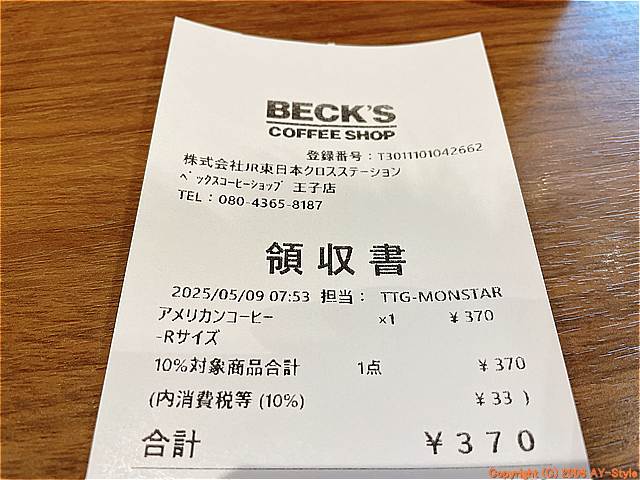 BECK'S
COFFEE SHOP
登録番号：T3011101042662
株式会社JR東日本クロスステーション
ﾍﾞｯｸｽｺｰﾋｰｼｮｯﾌﾟ 王子店
TEL：080-4365-8187
領収書
2025/05/09 07:53 担当： TTG-MONSTAR
アメリカンコーヒー ×1 ¥370
-Rサイズ
10%対象商品合計 1点 ¥370
(内消費税等(10%) ¥33 )
合計 ¥370
Copyright (C) 2006 AY-Style